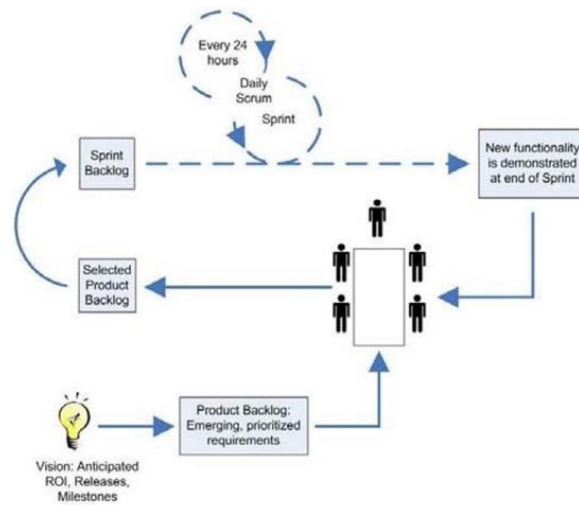 Every 24
hours
Daily
Scrum
Sprint
Sprint
Backlog
New functionality
is demonstrated
at end of Sprint
Selected
Product
Backlog
Product Backlog:
Emerging, prioritized
requirements
Vision: Anticipated
ROI, Releases,
Milestones